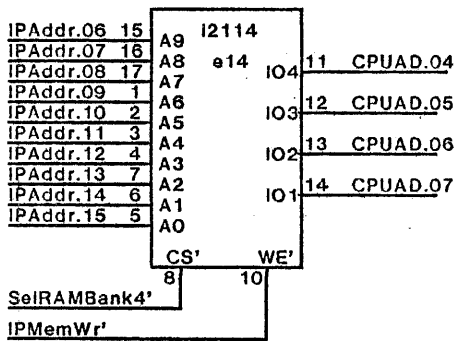 IPAddr.06 15 A9 I2114
IPAddr.07 16 A8 e14
IPAddr.08 17 A7 IO4 11 CPUAD.04
IPAddr.09 1 A6
IPAddr.10 2 A5 IO3 12 CPUAD.05
IPAddr.11 3 A4
IPAddr.12 4 A3 IO2 13 CPUAD.06
IPAddr.13 7 A2
IPAddr.14 6 A1 IO1 14 CPUAD.07
IPAddr.15 5 A0
CS' WE'
8 10
SelRAMBank4'
IPMemWr'